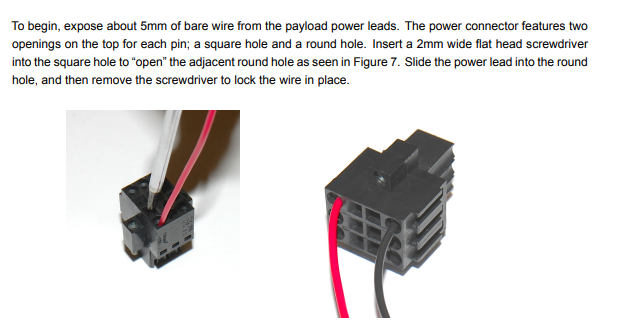 To begin, expose about 5mm of bare wire from the payload power leads. The power connector features two
openings on the top for each pin; a square hole and a round hole. Insert a 2mm wide flat head screwdriver
into the square hole to “open” the adjacent round hole as seen in Figure 7. Slide the power lead into the round
hole, and then remove the screwdriver to lock the wire in place.